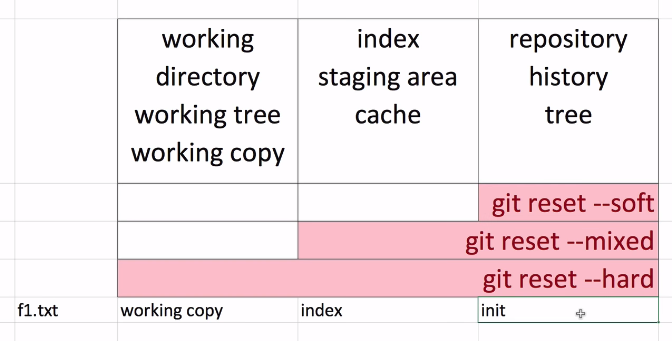 working
directory
working tree
working copy
index
staging area
cache
repository
history
tree
git reset --soft
git reset --mixed
git reset --hard
f1.txt working copy index init